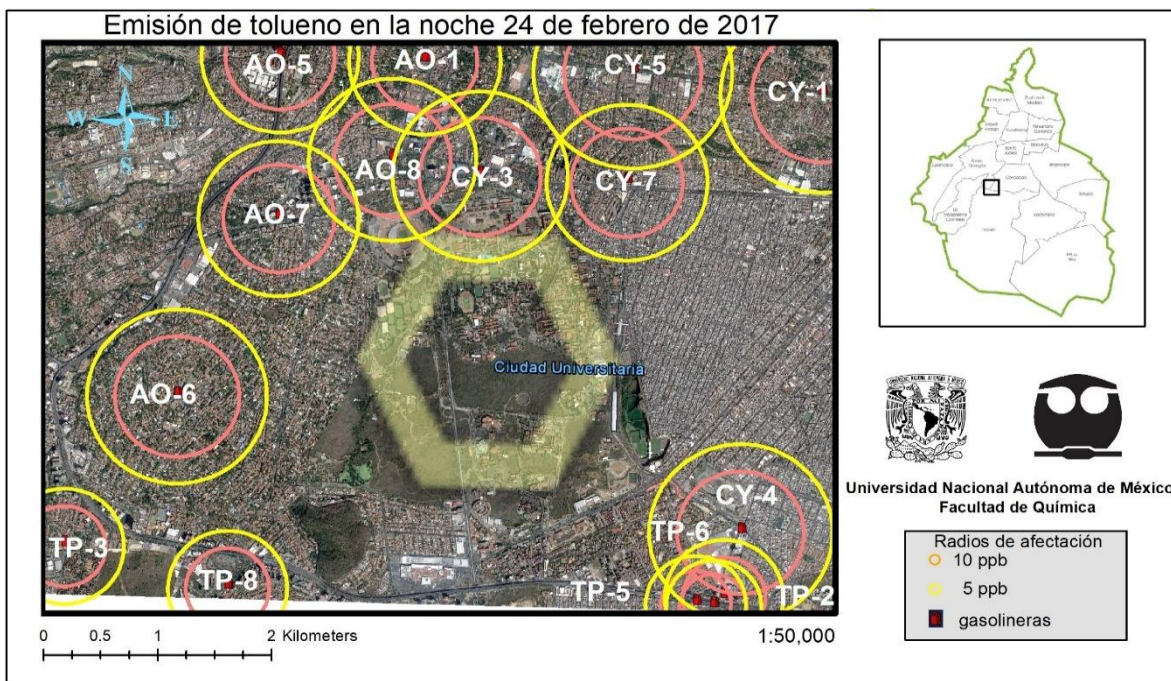 Emisión de tolueno en la noche 24 de febrero de 2017
N
W
E
S
AO-5
AO-1
CY-5
CY-1
AO-8
CY-3
CY-7
AO-7
Ciudad Universitaria
AO-6
CY-4
TP-6
TP-3
TP-8
TP-5
TP-2
0
0.5
1
2 Kilometers
1:50,000
Universidad Nacional Autónoma de México
Facultad de Química
Radios de afectación
10 ppb
5 ppb
gasolineras